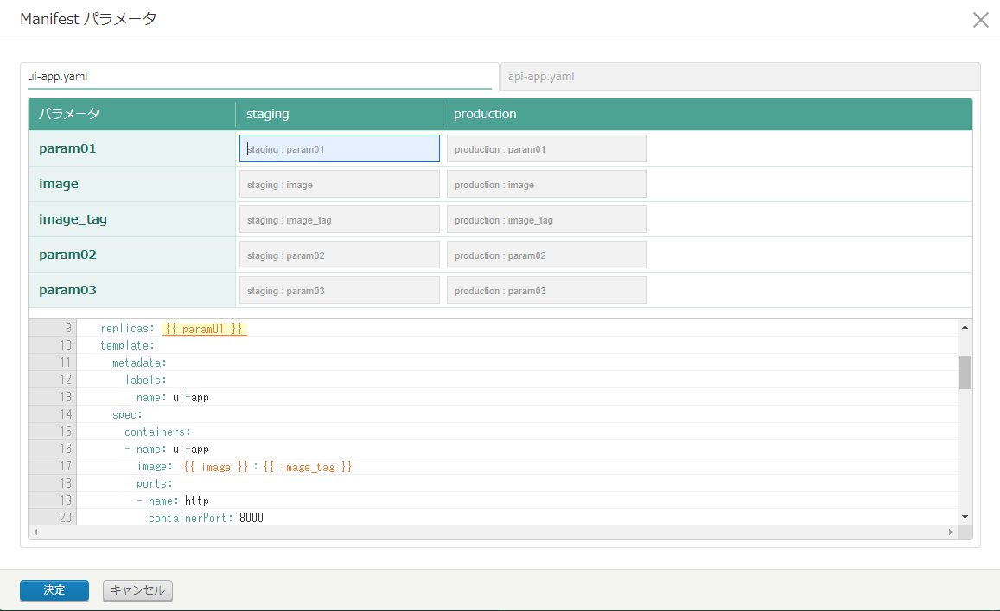 Manifest パラメータ
ui-app.yaml api-app.yaml
パラメータ staging production
param01 staging : param01 production : param01
image staging : image production : image
image_tag staging : image_tag production : image_tag
param02 staging : param02 production : param02
param03 staging : param03 production : param03
9 replicas: {{ param01 }}
10 template:
11 metadata:
12 labels:
13 name: ui-app
14 spec:
15 containers:
16 - name: ui-app
17 image: {{ image }}:{{ image_tag }}
18 ports:
19 - name: http
20 containerPort: 8000
決定 キャンセル